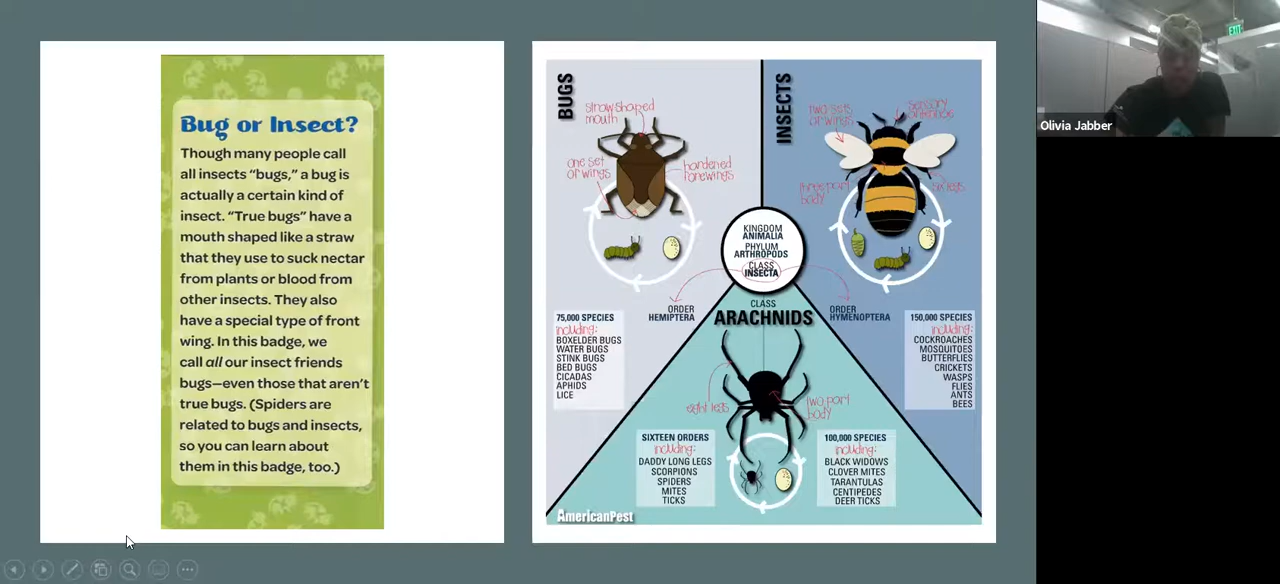 Bug or Insect?
Though many people call
all insects “bugs,” a bug is
actually a certain kind of
insect. “True bugs” have a
mouth shaped like a straw
that they use to suck nectar
from plants or blood from
other insects. They also
have a special type of front
wing. In this badge, we
call all our insect friends
bugs—even those that aren’t
true bugs. (Spiders are
related to bugs and insects,
so you can learn about
them in this badge, too.)
BUGS
straw shaped
mouth
one set
of wings
hardened
forewings
75,000 SPECIES
including:
BOXELDER BUGS
WATER BUGS
STINK BUGS
BED BUGS
CICADAS
APHIDS
LICE
ORDER
HEMIPTERA
KINGDOM
ANIMALIA
PHYLUM
ARTHROPODS
CLASS
INSECTA
INSECTS
two sets
of wings
sensory
antennae
three part
body
six legs
ORDER
HYMENOPTERA
150,000 SPECIES
including:
COCKROACHES
MOSQUITOES
BUTTERFLIES
CRICKETS
WASPS
FLIES
ANTS
BEES
CLASS
ARACHNIDS
eight legs
two part
body
SIXTEEN ORDERS
including:
DADDY LONG LEGS
SCORPIONS
SPIDERS
MITES
TICKS
100,000 SPECIES
including:
BLACK WIDOWS
CLOVER MITES
TARANTULAS
CENTIPEDES
DEER TICKS
AmericanPest
EXIT
Olivia Jabber